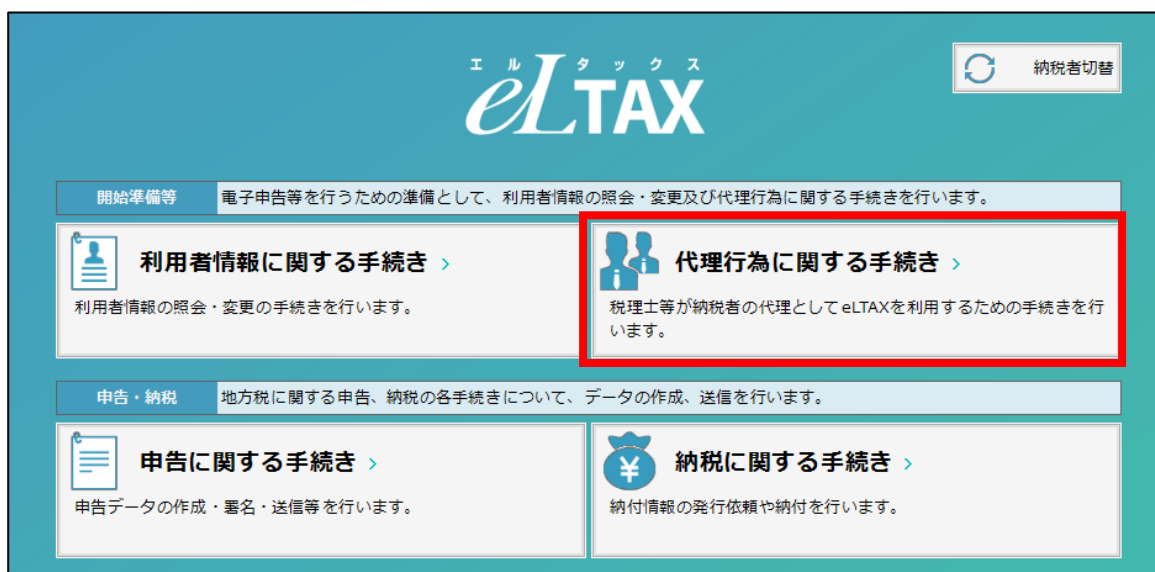 エルタックス
eLTAX
納税者切替
開始準備等
電子申告等を行うための準備として、利用者情報の照会・変更及び代理行為に関する手続きを行います。
利用者情報に関する手続き
利用者情報の照会・変更の手続きを行います。
代理行為に関する手続き
税理士等が納税者の代理としてeLTAXを利用するための手続きを行
います。
申告・納税
地方税に関する申告、納税の各手続きについて、データの作成、送信を行います。
申告に関する手続き
申告データの作成・署名・送信等を行います。
納税に関する手続き
納付情報の発行依頼や納付を行います。